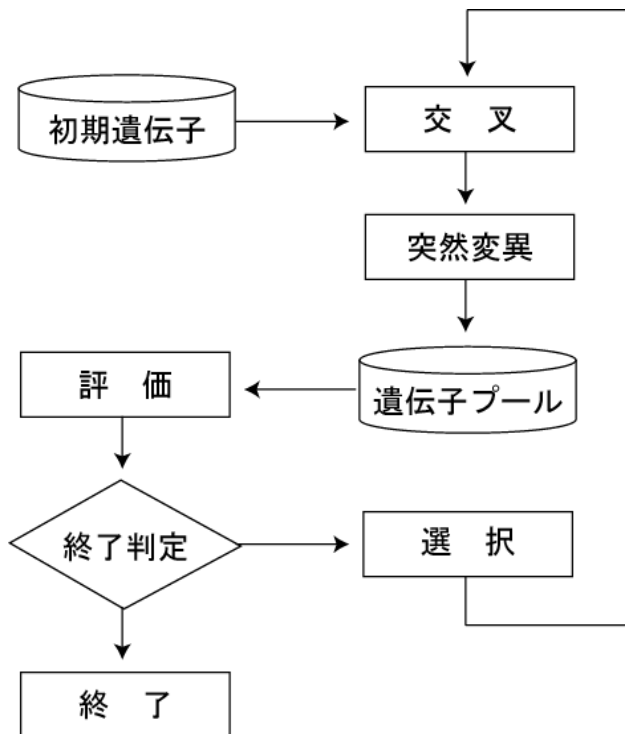 初期遺伝子
交 叉
突然変異
遺伝子プール
評 価
終了判定
選 択
終 了